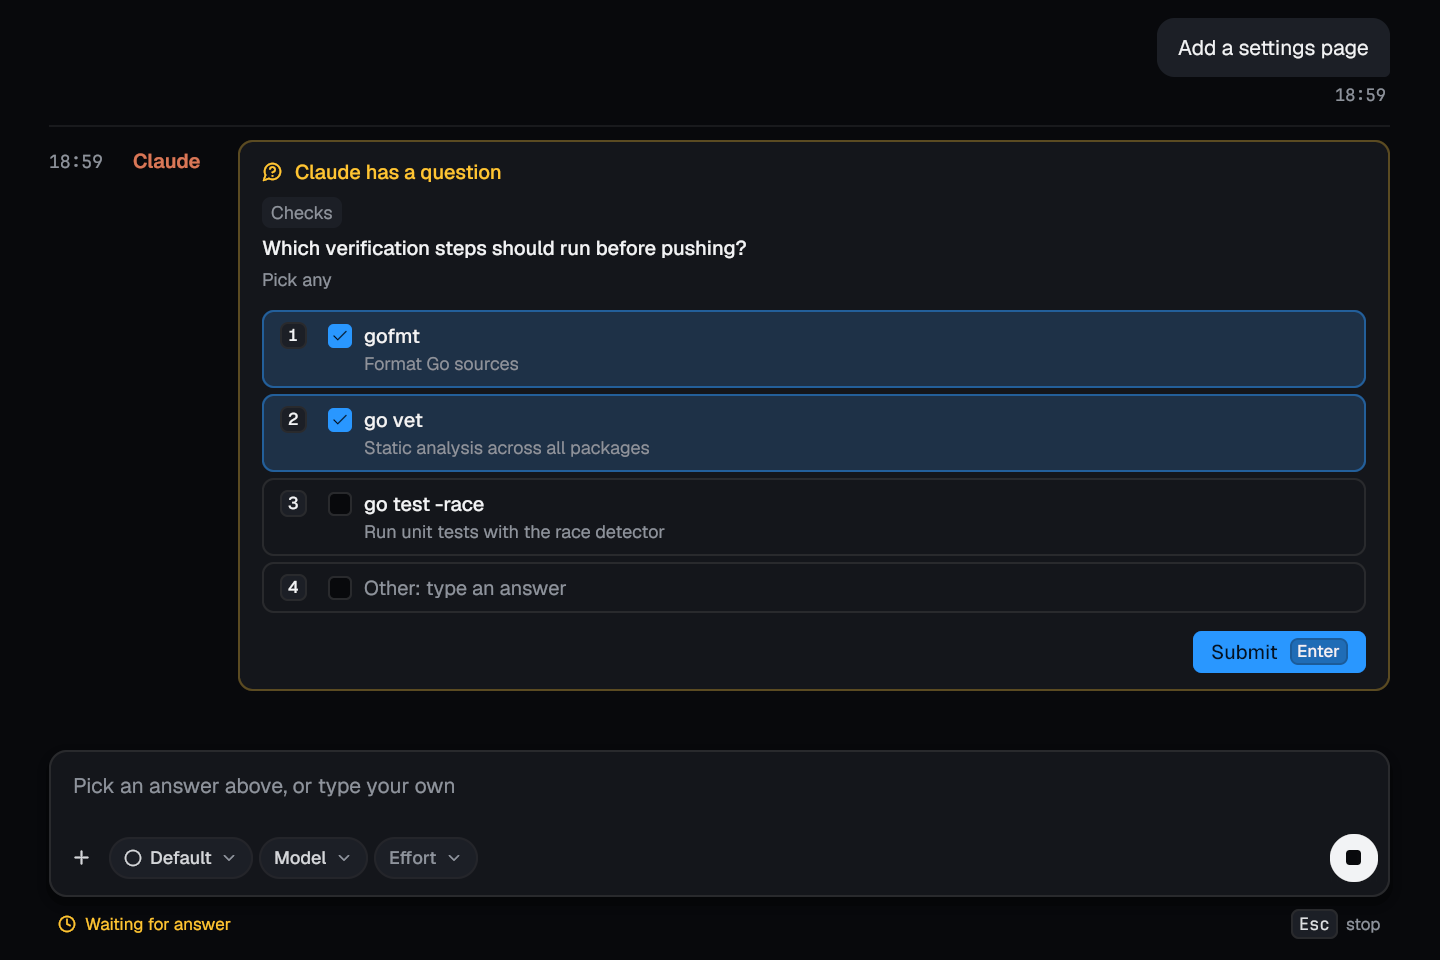 Add a settings page
18:59
18:59 Claude
Claude has a question
Checks
Which verification steps should run before pushing?
Pick any
1 gofmt
Format Go sources
2 go vet
Static analysis across all packages
3 go test -race
Run unit tests with the race detector
4 Other: type an answer
Submit Enter
Pick an answer above, or type your own
Default Model Effort
Waiting for answer
Esc stop